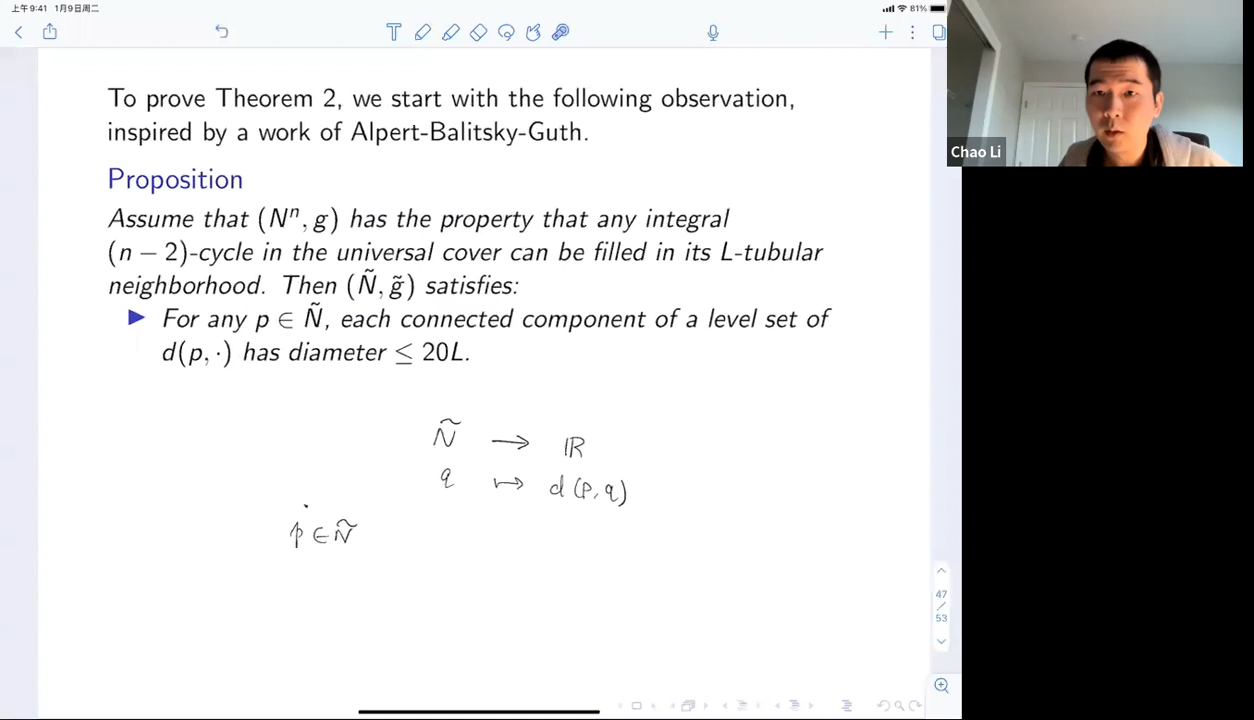 上午9:41 1月9日周二
81%
To prove Theorem 2, we start with the following observation,
inspired by a work of Alpert-Balitsky-Guth.
Chao Li
Proposition
Assume that (Nⁿ, g) has the property that any integral
(n − 2)-cycle in the universal cover can be filled in its L-tubular
neighborhood. Then (Ñ, g̃) satisfies:
▶ For any p ∈ Ñ, each connected component of a level set of
d(p, ·) has diameter ≤ 20L.
Ñ → ℝ
q ↦ d(p, q)
p ∈ Ñ
47
/
53